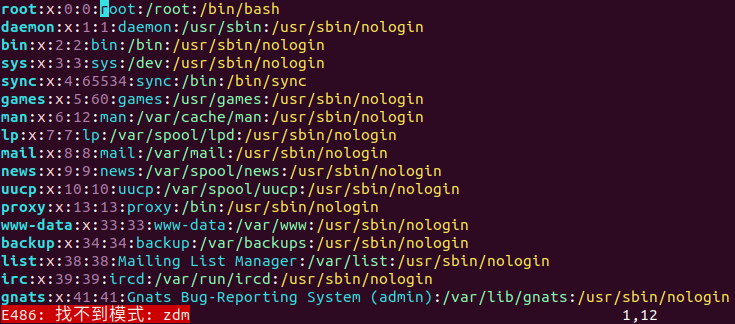 root:x:0:0:root:/root:/bin/bash
daemon:x:1:1:daemon:/usr/sbin:/usr/sbin/nologin
bin:x:2:2:bin:/bin:/usr/sbin/nologin
sys:x:3:3:sys:/dev:/usr/sbin/nologin
sync:x:4:65534:sync:/bin:/bin/sync
games:x:5:60:games:/usr/games:/usr/sbin/nologin
man:x:6:12:man:/var/cache/man:/usr/sbin/nologin
lp:x:7:7:lp:/var/spool/lpd:/usr/sbin/nologin
mail:x:8:8:mail:/var/mail:/usr/sbin/nologin
news:x:9:9:news:/var/spool/news:/usr/sbin/nologin
uucp:x:10:10:uucp:/var/spool/uucp:/usr/sbin/nologin
proxy:x:13:13:proxy:/bin:/usr/sbin/nologin
www-data:x:33:33:www-data:/var/www:/usr/sbin/nologin
backup:x:34:34:backup:/var/backups:/usr/sbin/nologin
list:x:38:38:Mailing List Manager:/var/list:/usr/sbin/nologin
irc:x:39:39:ircd:/var/run/ircd:/usr/sbin/nologin
gnats:x:41:41:Gnats Bug-Reporting System (admin):/var/lib/gnats:/usr/sbin/nologin
E486: 找不到模式: zdm 1,12